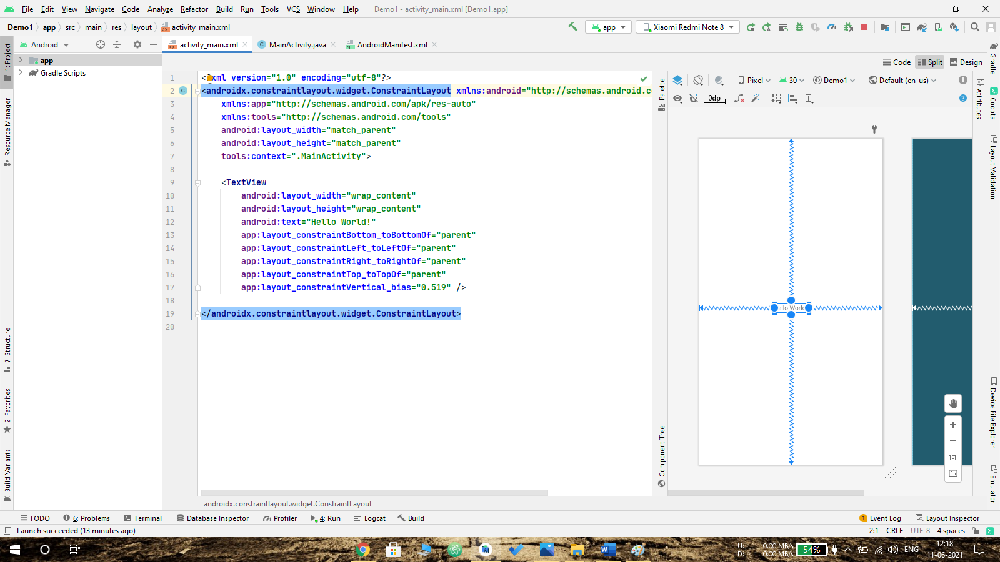 File Edit View Navigate Code Analyze Refactor Build Run Tools VCS Window Help Demo1 - activity_main.xml [Demo1.app]
Demo1 app src main res layout activity_main.xml app Xiaomi Redmi Note 8
Android activity_main.xml MainActivity.java AndroidManifest.xml
app
Gradle Scripts
Code Split Design
1 <?xml version="1.0" encoding="utf-8"?>
2 <androidx.constraintlayout.widget.ConstraintLayout xmlns:android="http://schemas.android.c
3 xmlns:app="http://schemas.android.com/apk/res-auto"
4 xmlns:tools="http://schemas.android.com/tools"
5 android:layout_width="match_parent"
6 android:layout_height="match_parent"
7 tools:context=".MainActivity">
8
9 <TextView
10 android:layout_width="wrap_content"
11 android:layout_height="wrap_content"
12 android:text="Hello World!"
13 app:layout_constraintBottom_toBottomOf="parent"
14 app:layout_constraintLeft_toLeftOf="parent"
15 app:layout_constraintRight_toRightOf="parent"
16 app:layout_constraintTop_toTopOf="parent"
17 app:layout_constraintVertical_bias="0.519" />
18
19 </androidx.constraintlayout.widget.ConstraintLayout>
20
Pixel 30 Demo1 Default (en-us)
0dp
ello World
1:1
1: Project
Resource Manager
7: Structure
2: Favorites
Build Variants
Palette
Component Tree
Attributes
Gradle
Codota
Layout Validation
Device File Explorer
Emulator
androidx.constraintlayout.widget.ConstraintLayout
TODO 6: Problems Terminal Database Inspector Profiler 4: Run Logcat Build 1 Event Log Layout Inspector
Launch succeeded (13 minutes ago) 2:1 CRLF UTF-8 4 spaces
U: 0.00 MB/s
D: 0.00 MB/s
54%
ENG
12:18
11-06-2021